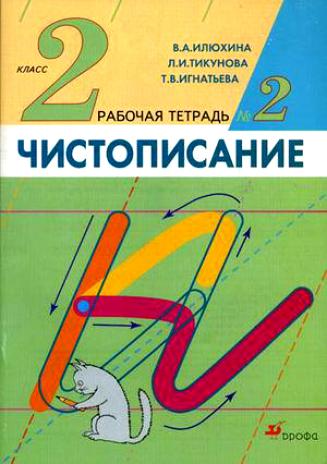 2
КЛАСС
В.А.ИЛЮХИНА
Л.И.ТИКУНОВА
Т.В.ИГНАТЬЕВА
РАБОЧАЯ ТЕТРАДЬ № 2
ЧИСТОПИСАНИЕ
дрофа